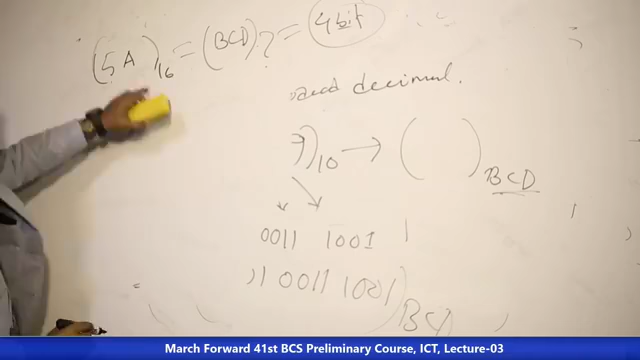 (5A)16 = (BCD)? = 4 bit
decimal.
)10 → ( )BCD
0011 1001
0011 1001)BCD
March Forward 41st BCS Preliminary Course, ICT, Lecture-03